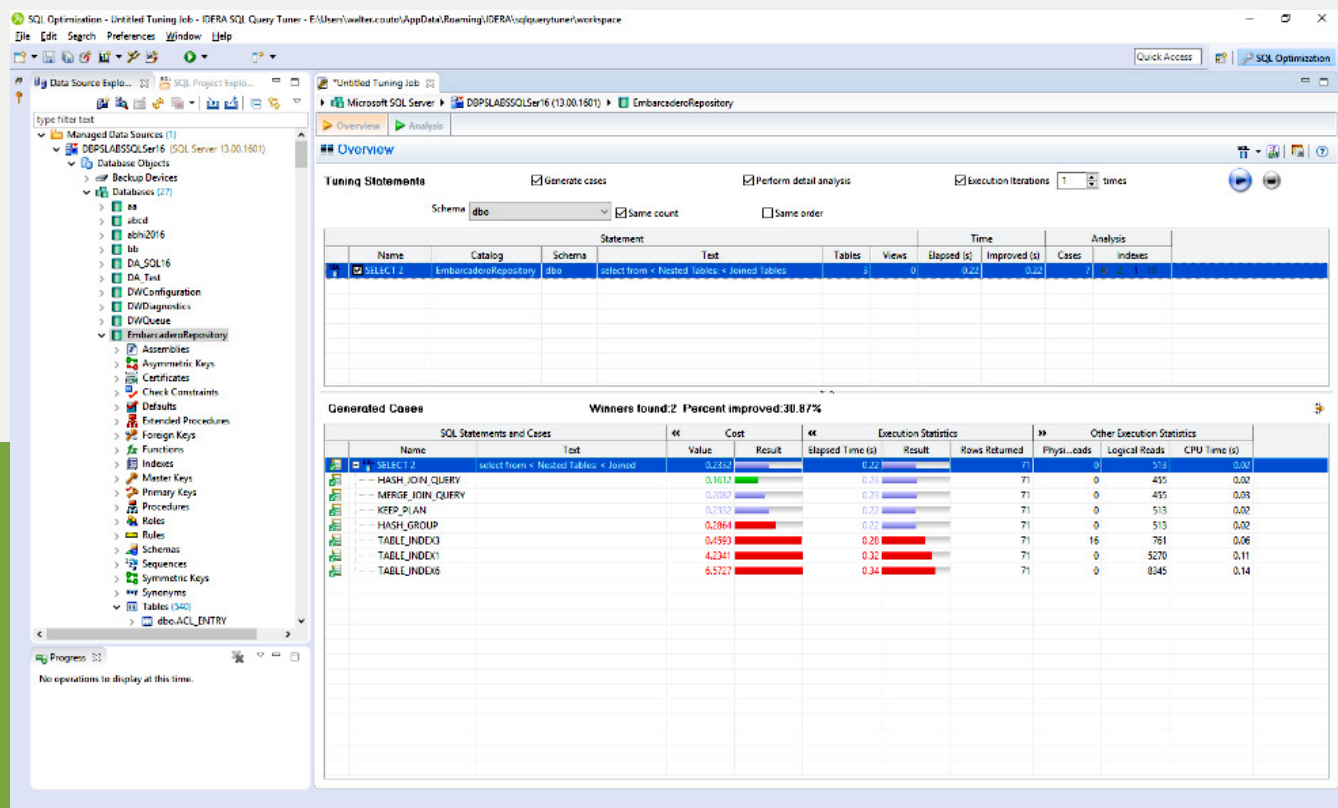 SQL Optimization - Untitled Tuning Job - IDERA SQL Query Tuner - E:\Users\walter.couto\AppData\Roaming\IDERA\sqlquerytuner\workspace
File Edit Search Preferences Window Help
Quick Access SQL Optimization
Data Source Explo... SQL Project Explo...
type filter text
Managed Data Sources (1)
DBPSLABSSQLSer16 (SQL Server 13.00.1601)
Database Objects
Backup Devices
Databases (27)
aa
abcd
abhi2016
bb
DA_SQL16
DA_Test
DWConfiguration
DWDiagnostics
DWQueue
EmbarcaderoRepository
Assemblies
Asymmetric Keys
Certificates
Check Constraints
Defaults
Extended Procedures
Foreign Keys
Functions
Indexes
Master Keys
Primary Keys
Procedures
Roles
Rules
Schemas
Sequences
Symmetric Keys
Synonyms
Tables (340)
dbo.ACL_ENTRY
Progress
No operations to display at this time.
*Untitled Tuning Job
Microsoft SQL Server DBPSLABSSQLSer16 (13.00.1601) EmbarcaderoRepository
Overview Analysis
Overview
Tuning Statements Generate cases Perform detail analysis Execution Iterations 1 times
Schema dbo Same count Same order
Statement Time Analysis
Name Catalog Schema Text Tables Views Elapsed (s) Improved (s) Cases Indexes
SELECT 2 EmbarcaderoRepository dbo select from < Nested Tables: < Joined Tables: 3 0 0.22 0.22 7
Generated Cases Winners found:2 Percent improved:30.87%
SQL Statements and Cases Cost Execution Statistics Other Execution Statistics
Name Text Value Result Elapsed Time (s) Result Rows Returned Physi...eads Logical Reads CPU Time (s)
SELECT 2 select from < Nested Tables: < Joined 0.2332 0.22 71 0 513 0.02
HASH_JOIN_QUERY 0.1612 0.23 71 0 455 0.02
MERGE_JOIN_QUERY 0.2082 0.23 71 0 455 0.03
KEEP_PLAN 0.2332 0.22 71 0 513 0.02
HASH_GROUP 0.2864 0.22 71 0 513 0.02
TABLE_INDEX3 0.4593 0.28 71 16 761 0.06
TABLE_INDEX1 4.2341 0.32 71 0 5270 0.11
TABLE_INDEX6 6.5727 0.34 71 0 8345 0.14